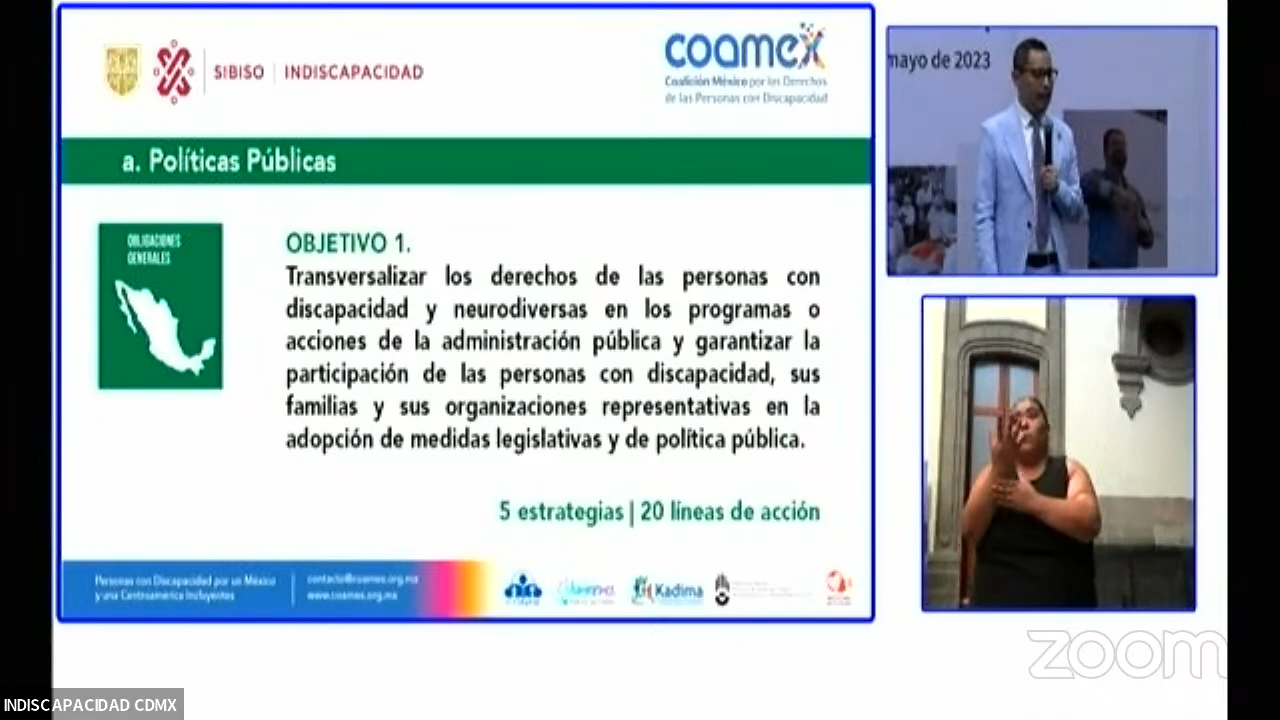 SIBISO | INDISCAPACIDAD
coamex
Coalición México por los Derechos
de las Personas con Discapacidad
mayo de 2023
a. Políticas Públicas
OBLIGACIONES
GENERALES
OBJETIVO 1.
Transversalizar los derechos de las personas con
discapacidad y neurodiversas en los programas o
acciones de la administración pública y garantizar la
participación de las personas con discapacidad, sus
familias y sus organizaciones representativas en la
adopción de medidas legislativas y de política pública.
5 estrategias | 20 líneas de acción
Personas con Discapacidad por un México
y una Centroamerica Incluyentes
contacto@coamex.org.mx
www.coamex.org.mx
Kadima
zoom
INDISCAPACIDAD CDMX